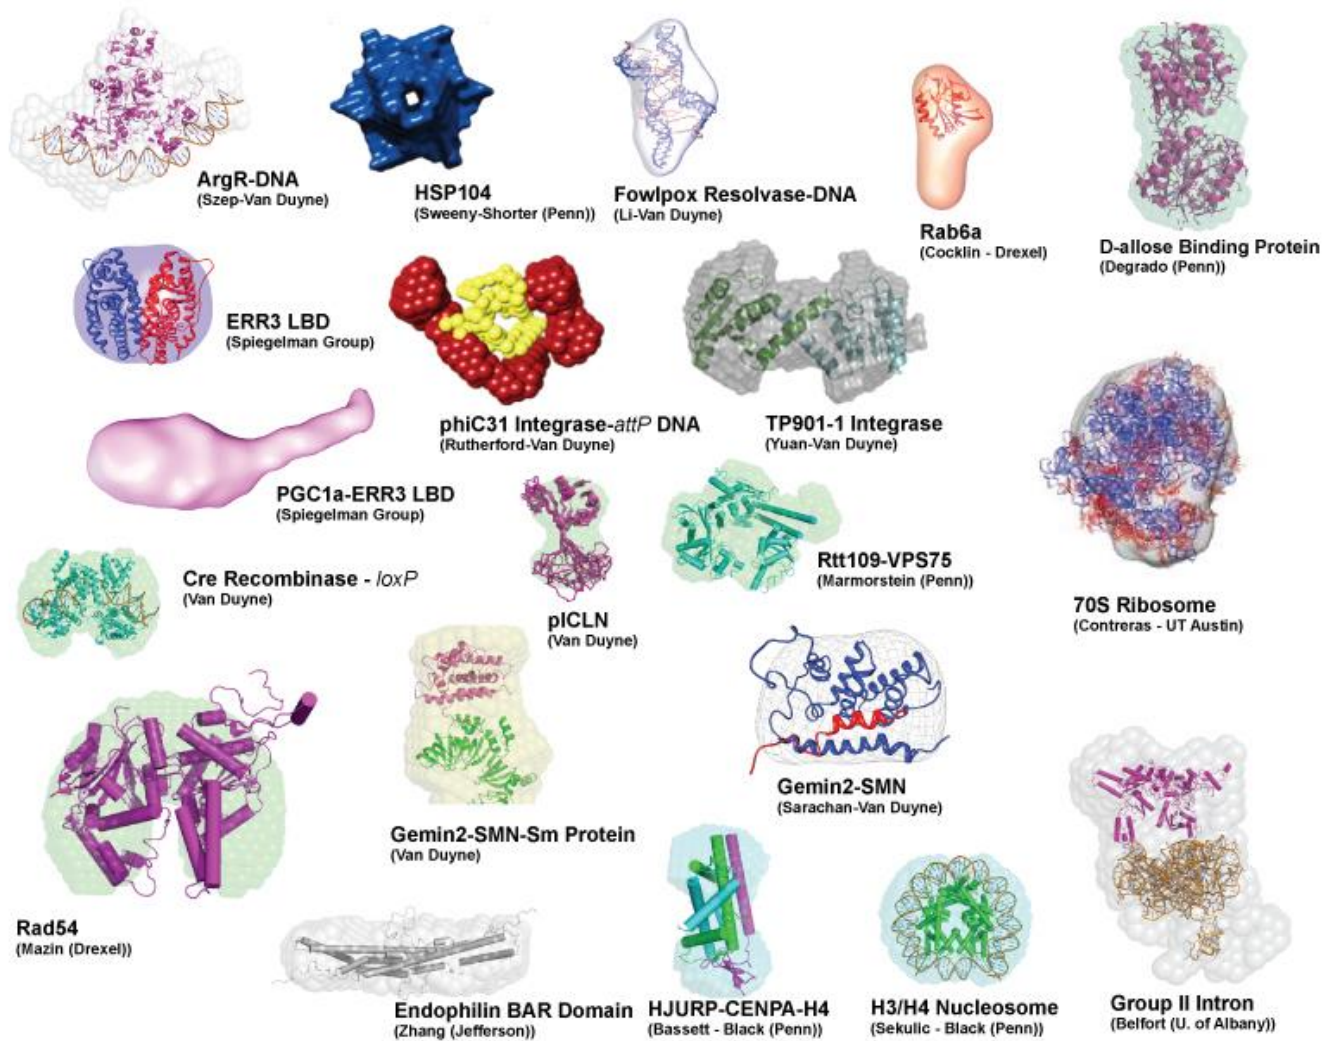 ArgR-DNA
(Szep-Van Duyne)
HSP104
(Sweeny-Shorter (Penn))
Fowlpox Resolvase-DNA
(Li-Van Duyne)
Rab6a
(Cocklin - Drexel)
D-allose Binding Protein
(Degrado (Penn))
ERR3 LBD
(Spiegelman Group)
phiC31 Integrase-attP DNA
(Rutherford-Van Duyne)
TP901-1 Integrase
(Yuan-Van Duyne)
PGC1a-ERR3 LBD
(Spiegelman Group)
Cre Recombinase - loxP
(Van Duyne)
pICLN
(Van Duyne)
Rtt109-VPS75
(Marmorstein (Penn))
70S Ribosome
(Contreras - UT Austin)
Gemin2-SMN
(Sarachan-Van Duyne)
Gemin2-SMN-Sm Protein
(Van Duyne)
Rad54
(Mazin (Drexel))
Endophilin BAR Domain
(Zhang (Jefferson))
HJURP-CENPA-H4
(Bassett - Black (Penn))
H3/H4 Nucleosome
(Sekulic - Black (Penn))
Group II Intron
(Belfort (U. of Albany))